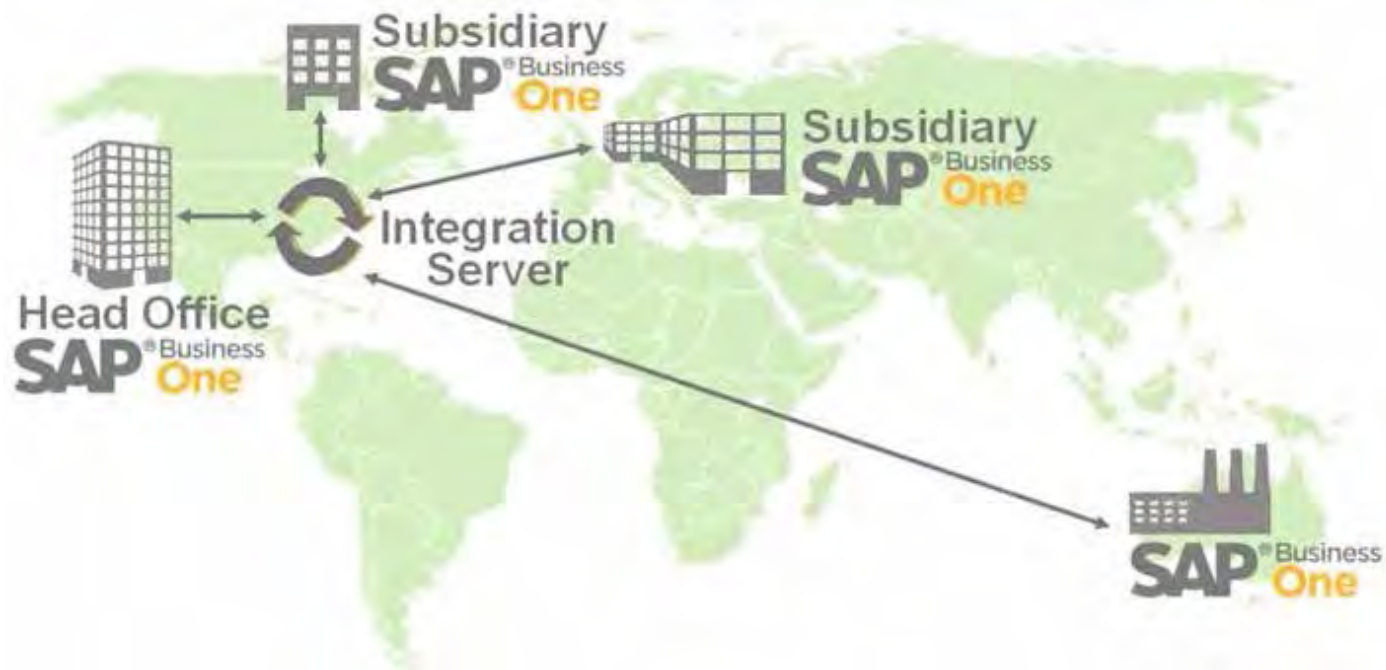 Subsidiary
SAP® Business
One
Subsidiary
SAP® Business
One
Integration
Server
Head Office
SAP® Business
One
SAP® Business
One